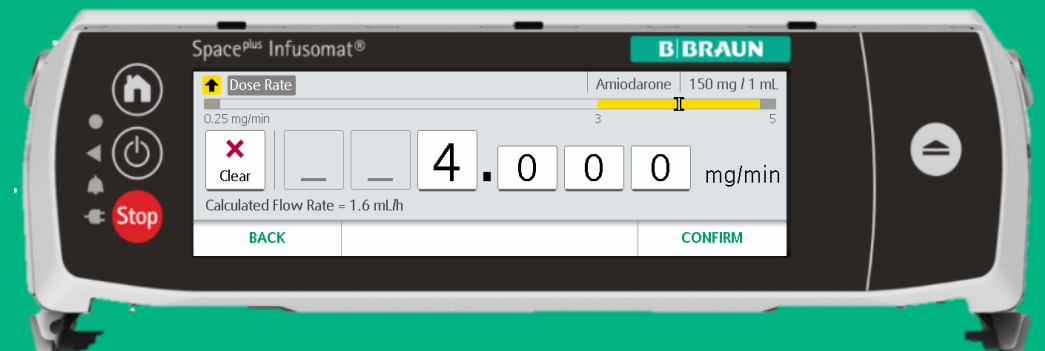 Space plus Infusomat®
B|BRAUN
Dose Rate
Amiodarone
150 mg / 1 mL
0.25 mg/min
3
5
Clear
_ _ 4.000 mg/min
Calculated Flow Rate = 1.6 mL/h
Stop
BACK
CONFIRM